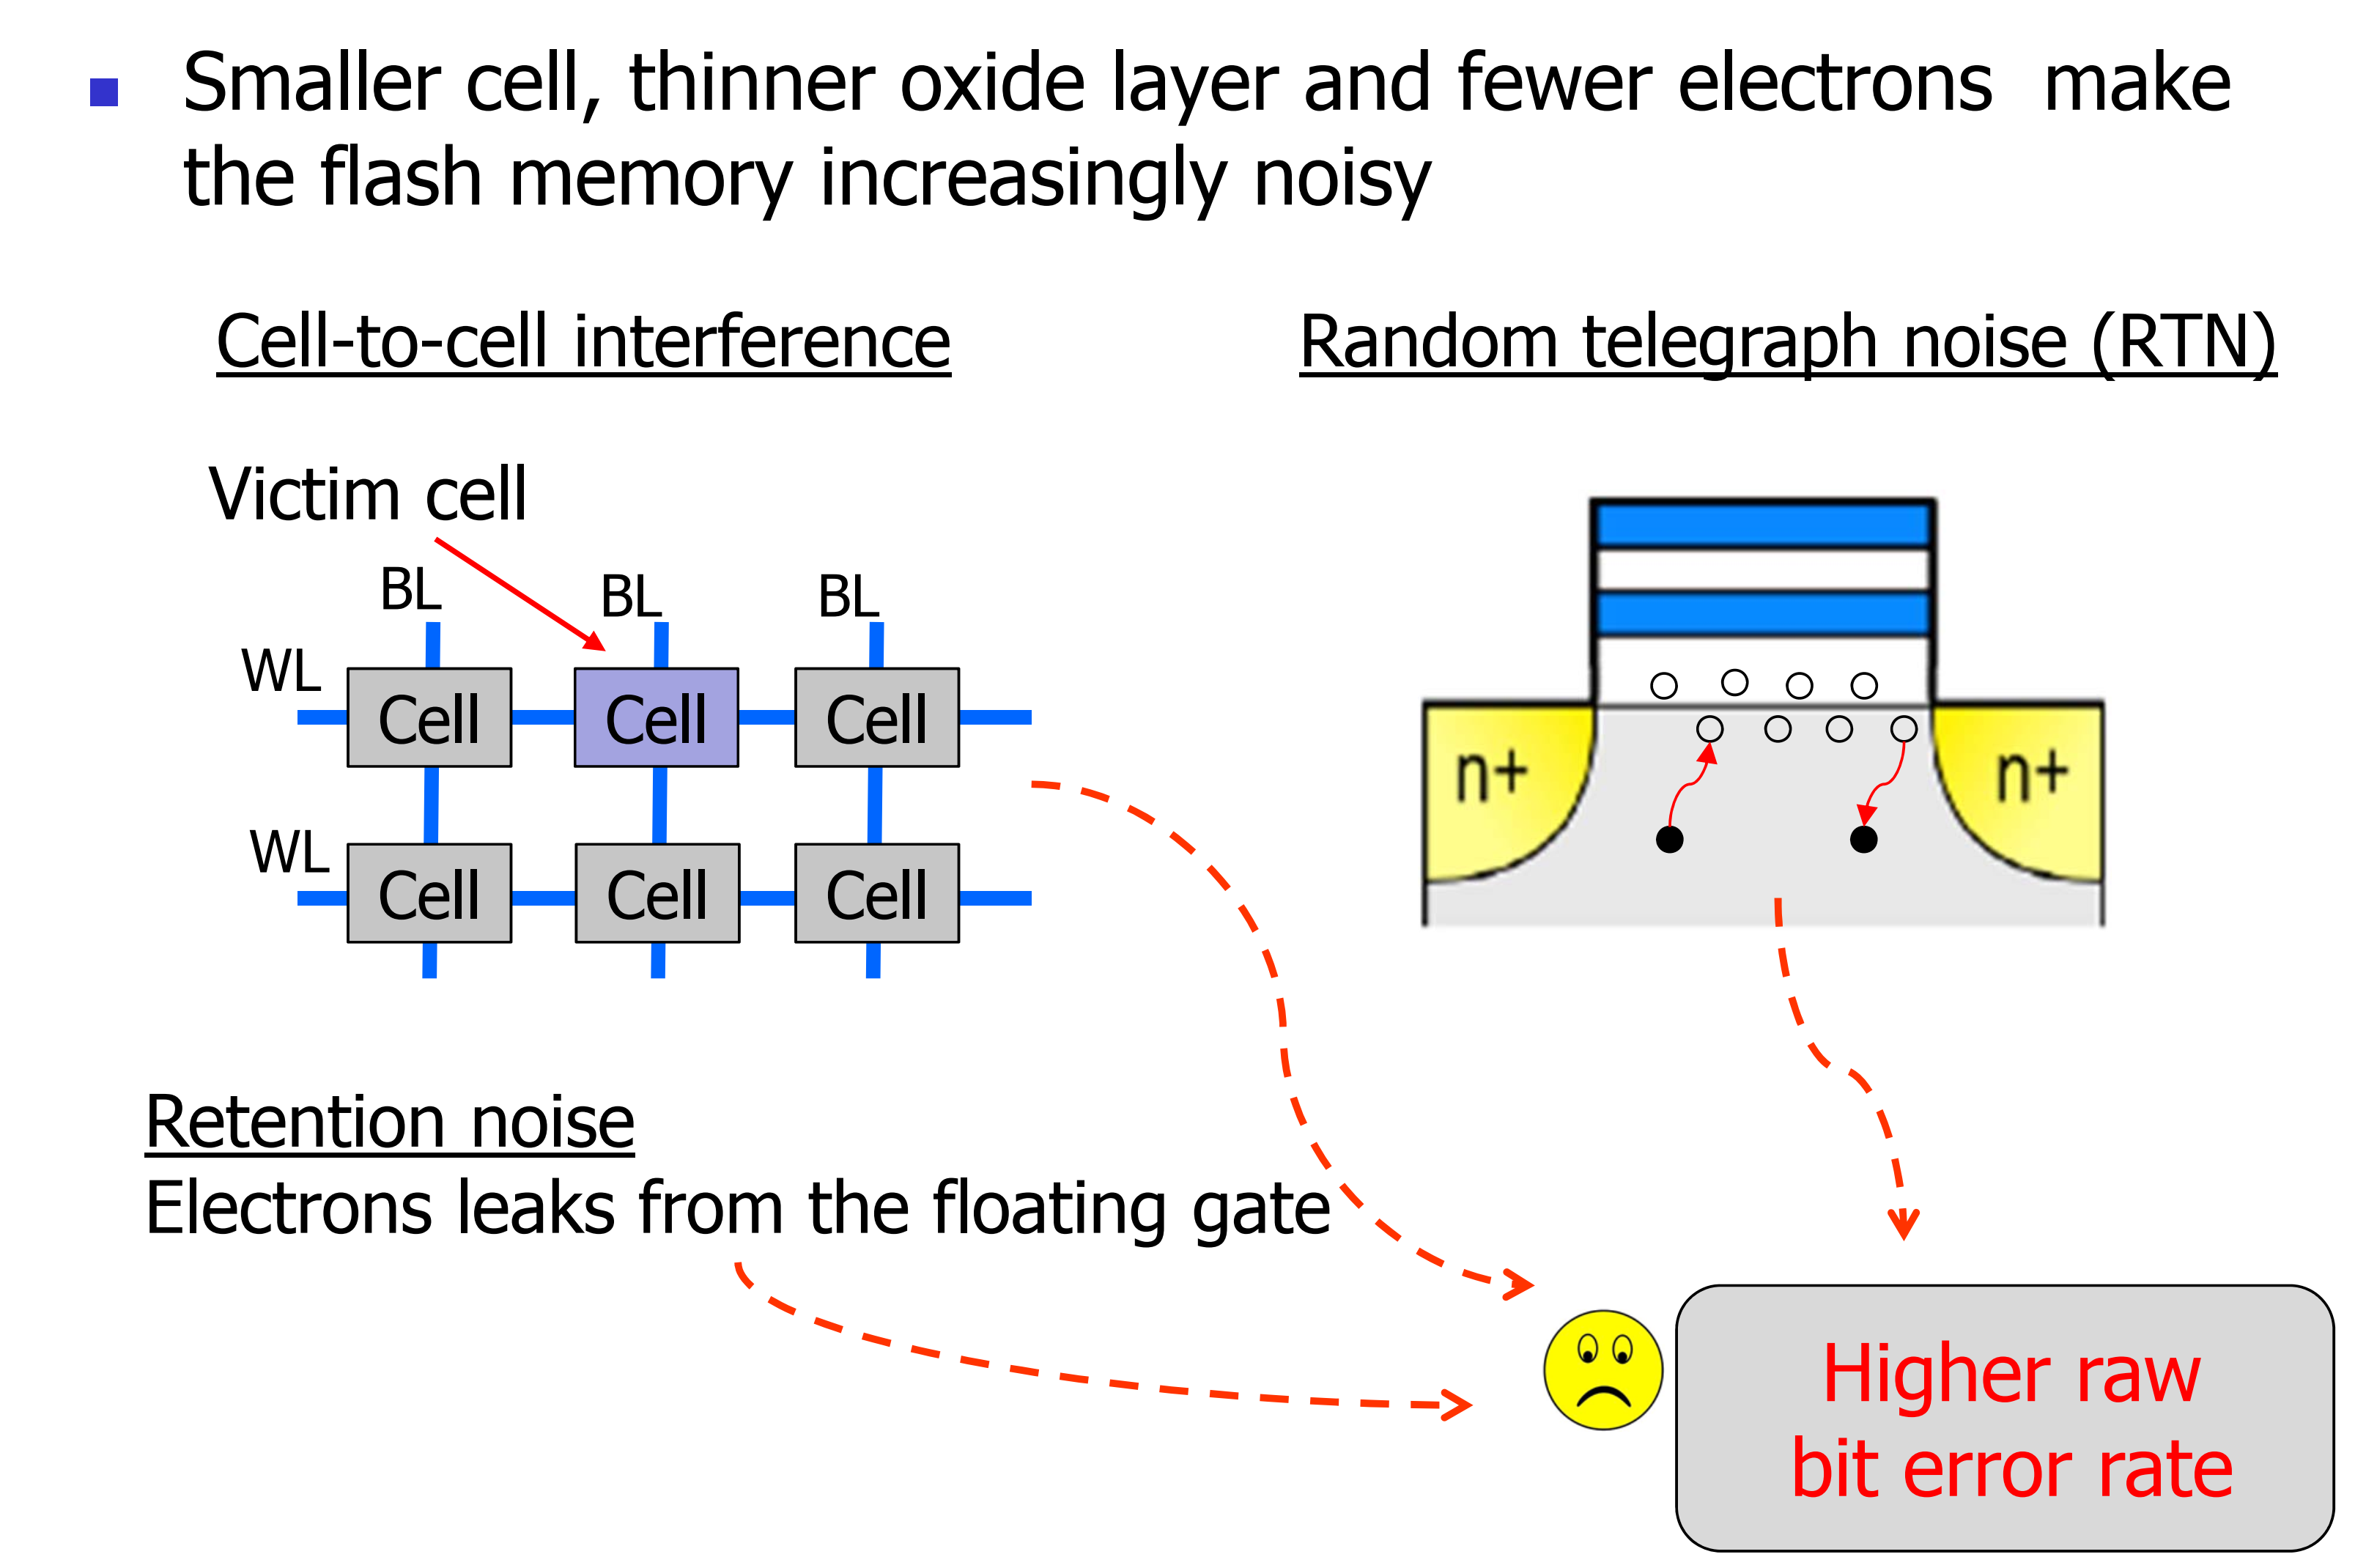 Smaller cell, thinner oxide layer and fewer electrons make
the flash memory increasingly noisy
Cell-to-cell interference
Random telegraph noise (RTN)
Victim cell
BL
BL
BL
WL
Cell
Cell
Cell
n+
n+
WL
Cell
Cell
Cell
Retention noise
Electrons leaks from the floating gate
Higher raw
bit error rate